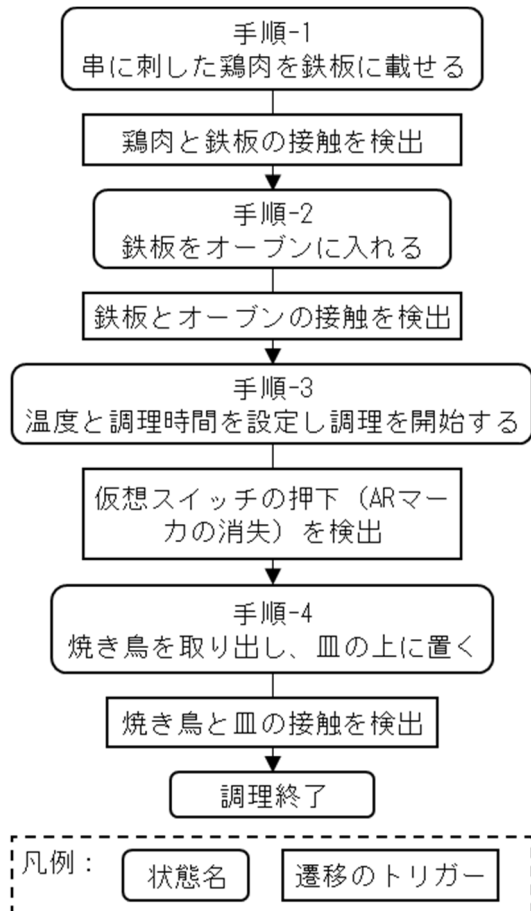 手順-1
串に刺した鶏肉を鉄板に載せる
鶏肉と鉄板の接触を検出
手順-2
鉄板をオーブンに入れる
鉄板とオーブンの接触を検出
手順-3
温度と調理時間を設定し調理を開始する
仮想スイッチの押下（ARマー
カの消失）を検出
手順-4
焼き鳥を取り出し、皿の上に置く
焼き鳥と皿の接触を検出
調理終了
凡例：
状態名
遷移のトリガー